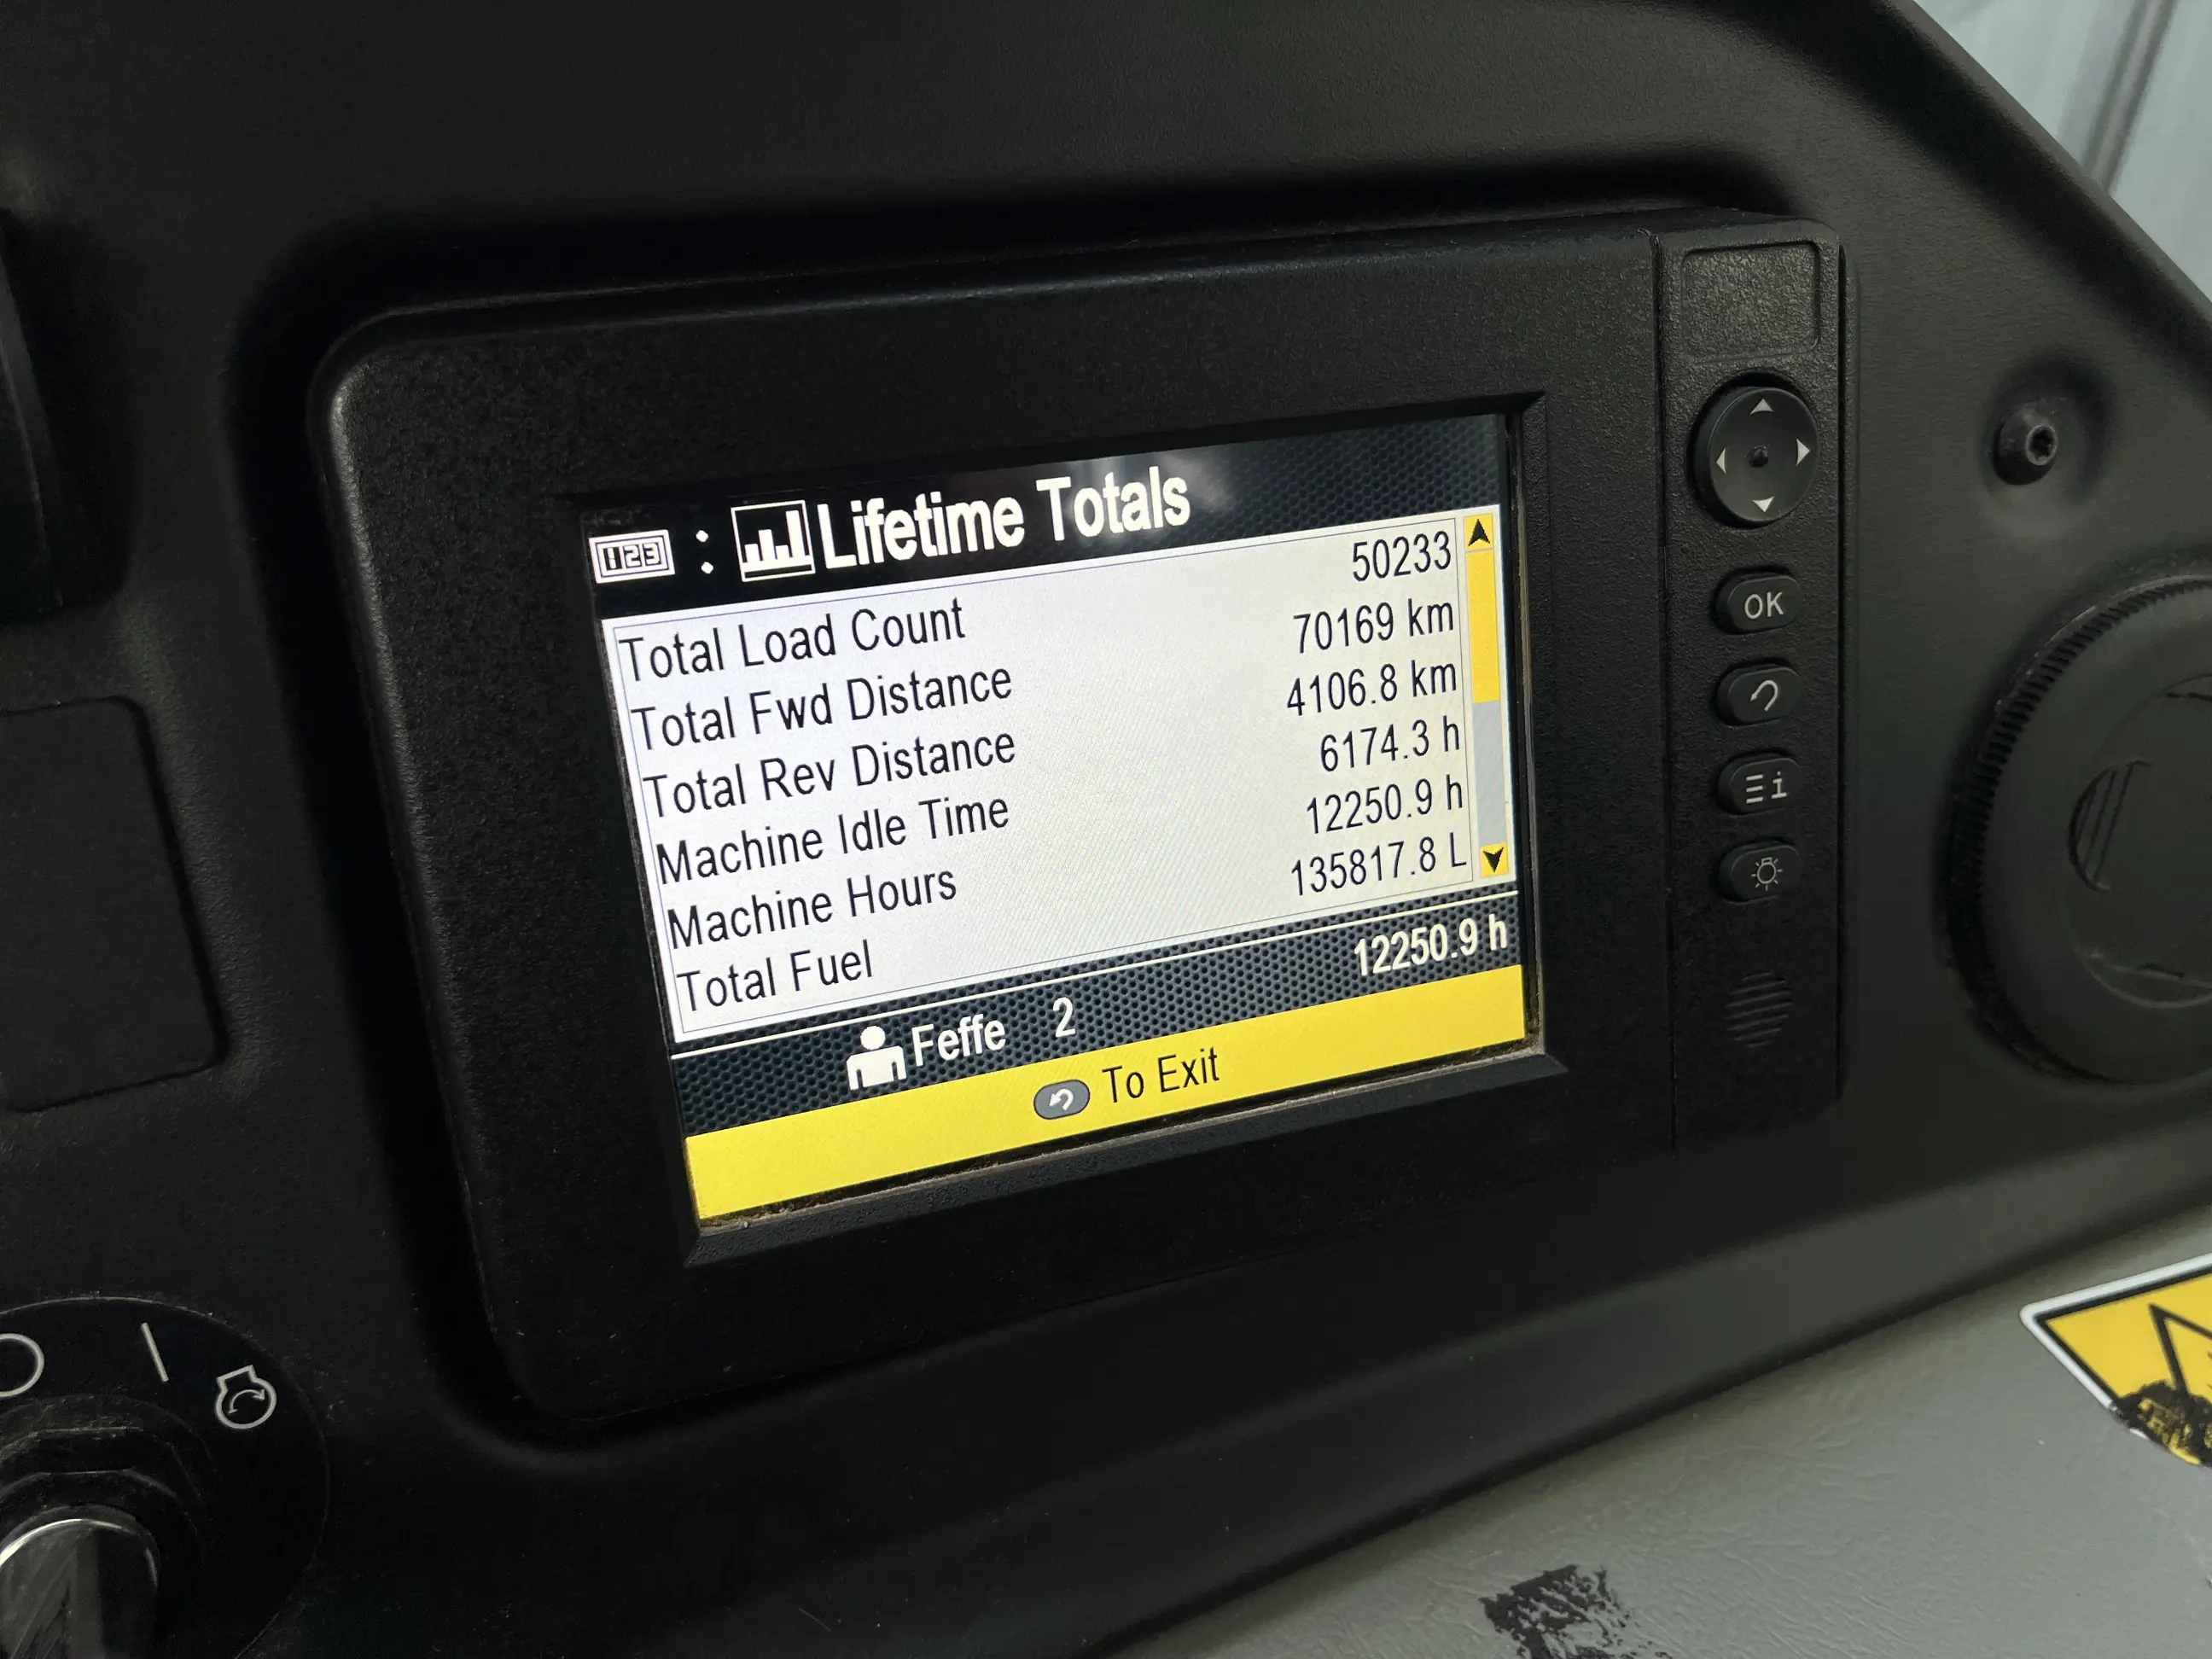 123 : Lifetime Totals
Total Load Count 50233
Total Fwd Distance 70169 km
Total Rev Distance 4106.8 km
Machine Idle Time 6174.3 h
Machine Hours 12250.9 h
Total Fuel 135817.8 L
Feffe 2 12250.9 h
To Exit
OK
i